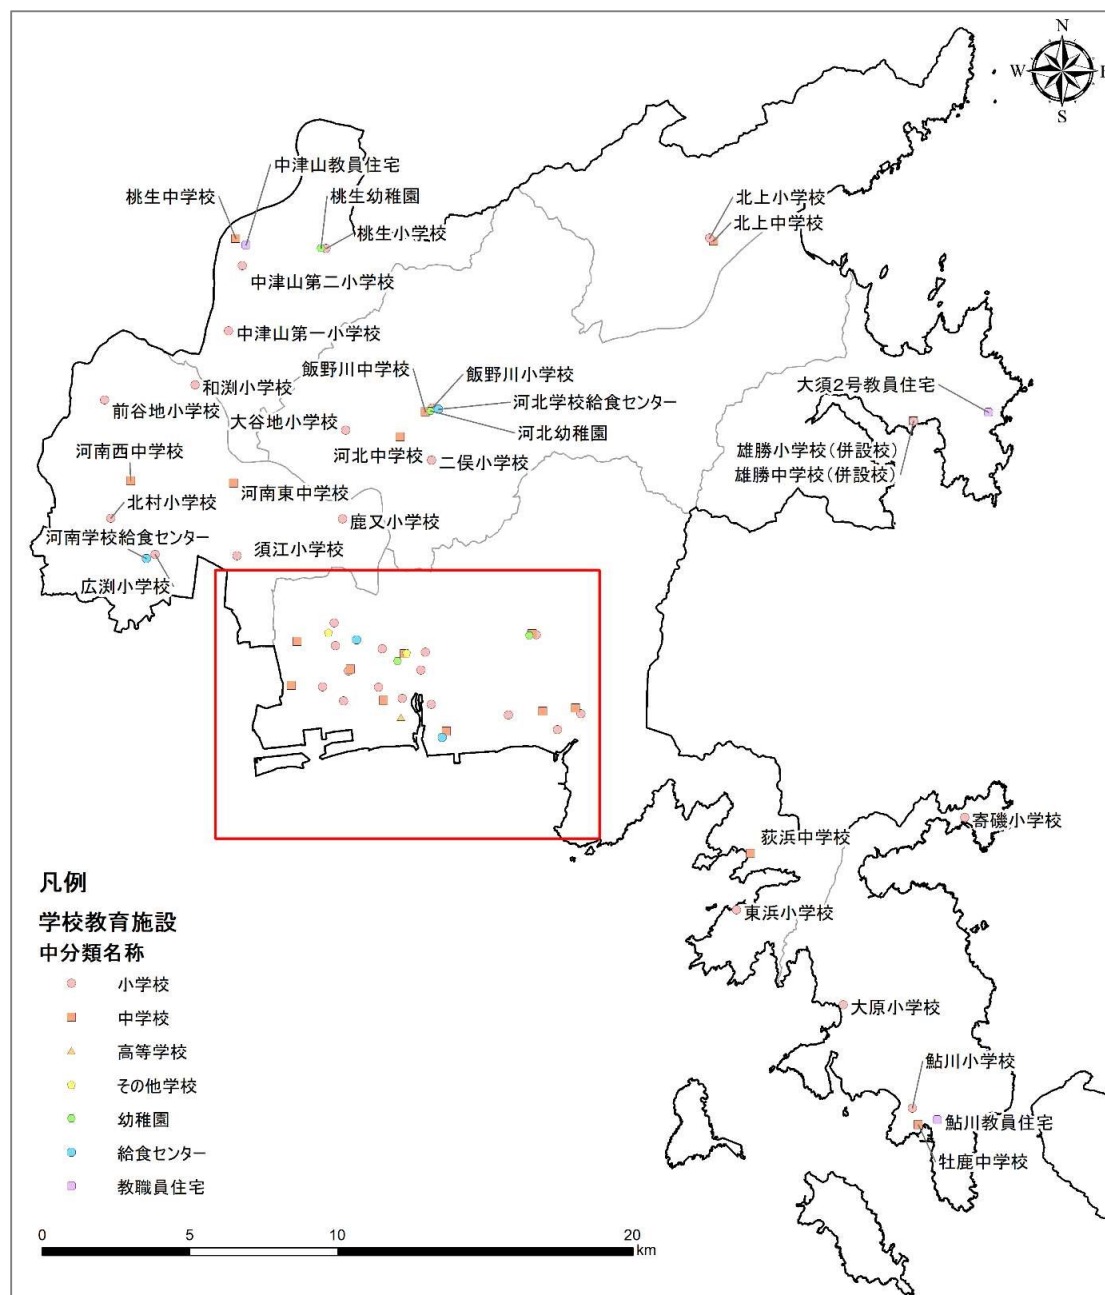 N
W
E
S
中津山教員住宅
桃生中学校
桃生幼稚園
北上小学校
桃生小学校
北上中学校
中津山第二小学校
中津山第一小学校
飯野川中学校
飯野川小学校
和渕小学校
大須2号教員住宅
河北学校給食センター
前谷地小学校
大谷地小学校
河北幼稚園
河南西中学校
河北中学校
二俣小学校
雄勝小学校(併設校)
雄勝中学校(併設校)
河南東中学校
北村小学校
鹿又小学校
河南学校給食センター
須江小学校
広渕小学校
寄磯小学校
荻浜中学校
東浜小学校
大原小学校
鮎川小学校
鮎川教員住宅
牡鹿中学校
凡例
学校教育施設
中分類名称
小学校
中学校
高等学校
その他学校
幼稚園
給食センター
教職員住宅
0 5 10 20
km